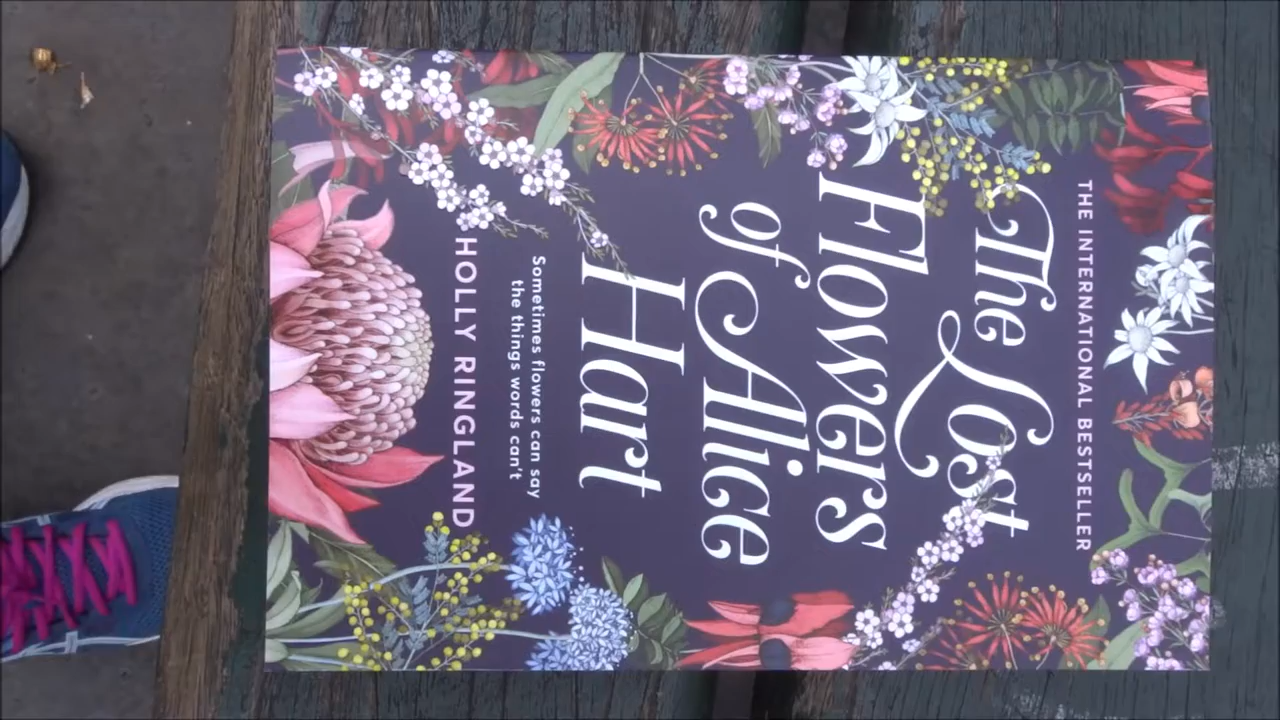 THE INTERNATIONAL BESTSELLER
The Lost
Flowers
of Alice
Hart
Sometimes flowers can say
the things words can't
HOLLY RINGLAND